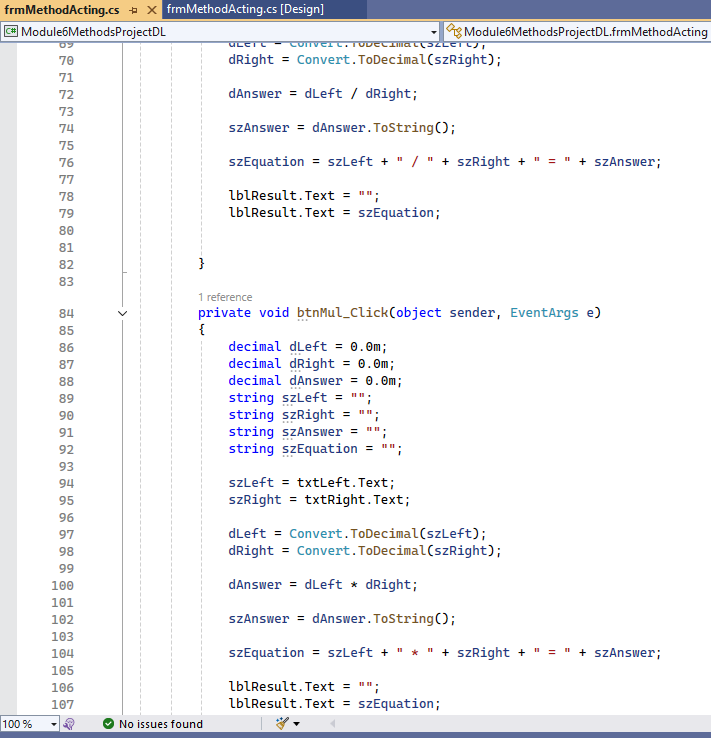 frmMethodActing.cs
frmMethodActing.cs [Design]
C# Module6MethodsProjectDL
Module6MethodsProjectDL.frmMethodActing
69 dLeft = Convert.ToDecimal(szLeft);
70 dRight = Convert.ToDecimal(szRight);
71
72 dAnswer = dLeft / dRight;
73
74 szAnswer = dAnswer.ToString();
75
76 szEquation = szLeft + " / " + szRight + " = " + szAnswer;
77
78 lblResult.Text = "";
79 lblResult.Text = szEquation;
80
81
82 }
83
1 reference
84 private void btnMul_Click(object sender, EventArgs e)
85 {
86 decimal dLeft = 0.0m;
87 decimal dRight = 0.0m;
88 decimal dAnswer = 0.0m;
89 string szLeft = "";
90 string szRight = "";
91 string szAnswer = "";
92 string szEquation = "";
93
94 szLeft = txtLeft.Text;
95 szRight = txtRight.Text;
96
97 dLeft = Convert.ToDecimal(szLeft);
98 dRight = Convert.ToDecimal(szRight);
99
100 dAnswer = dLeft * dRight;
101
102 szAnswer = dAnswer.ToString();
103
104 szEquation = szLeft + " * " + szRight + " = " + szAnswer;
105
106 lblResult.Text = "";
107 lblResult.Text = szEquation;
100 %
No issues found